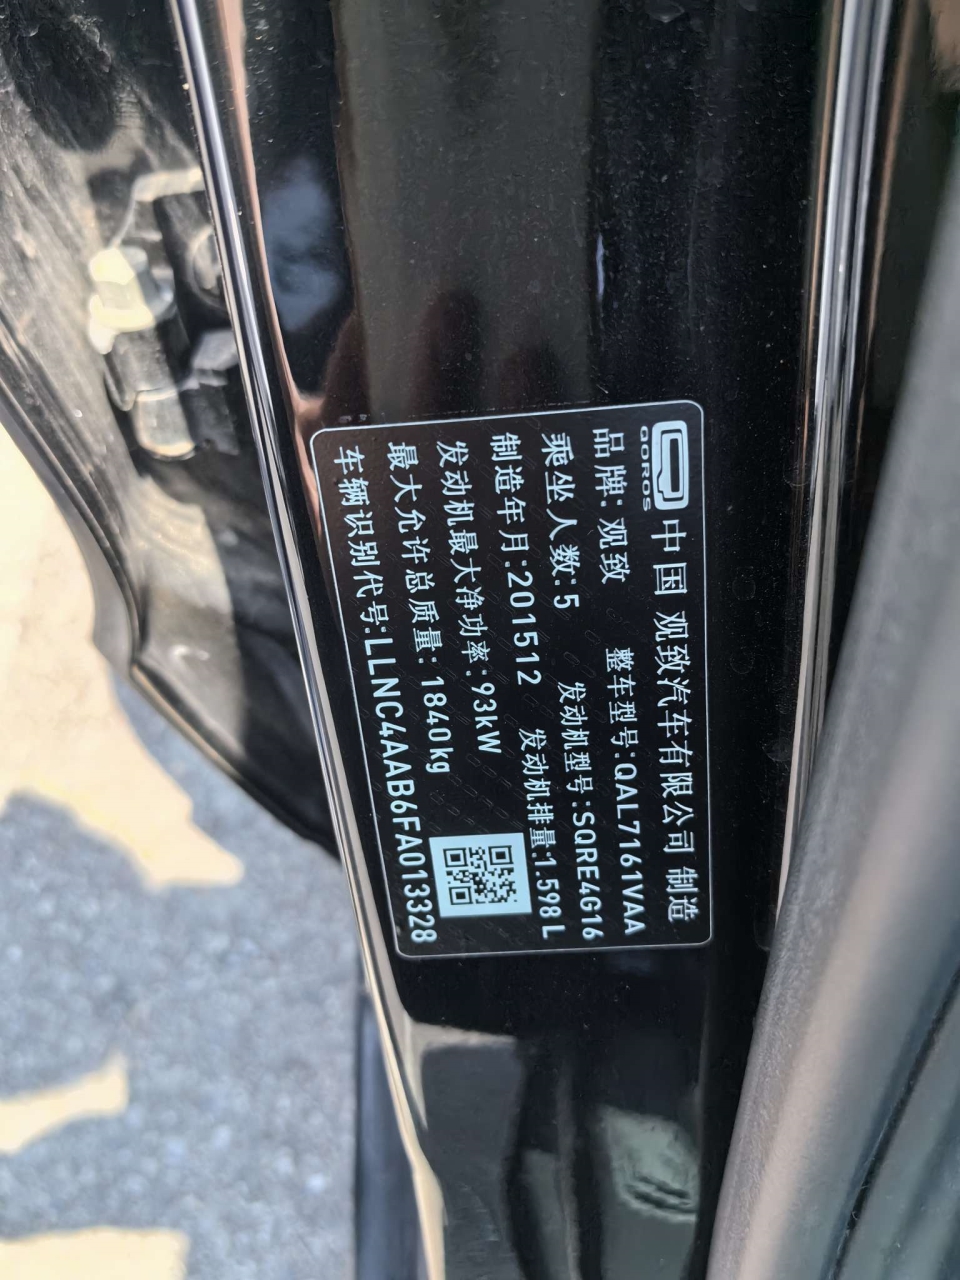 QOROS
中国 观致汽车有限公司 制造
品牌：观致 整车型号：QAL7161VAA
乘坐人数：5 发动机型号：SQRE4G16
制造年月：201512 发动机排量：1.598L
发动机最大净功率：93kW
最大允许总质量：1840kg
车辆识别代号：LLNC4AAB6FA013328